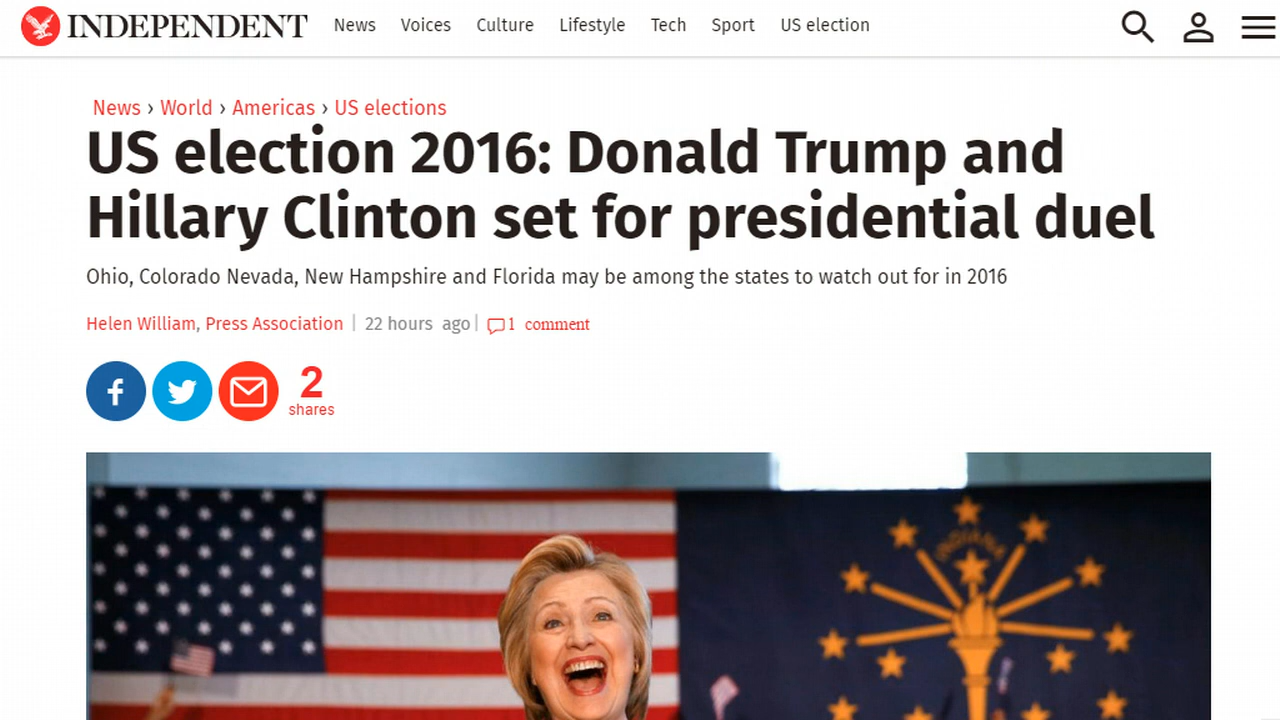 INDEPENDENT News Voices Culture Lifestyle Tech Sport US election
News › World › Americas › US elections
US election 2016: Donald Trump and
Hillary Clinton set for presidential duel
Ohio, Colorado Nevada, New Hampshire and Florida may be among the states to watch out for in 2016
Helen William, Press Association | 22 hours ago | 1 comment
2
shares
INDIANA